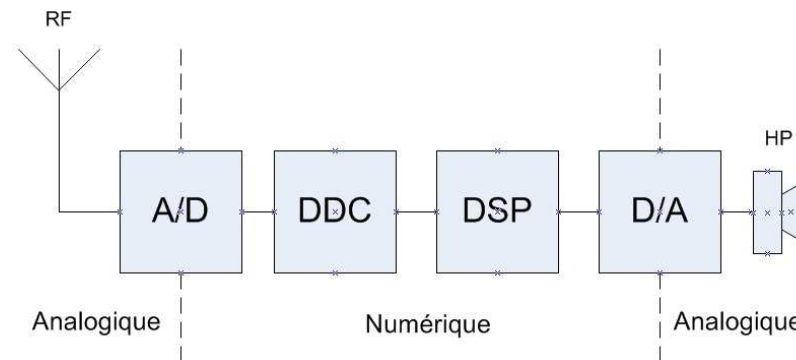 RF
HP
A/D
DDC
DSP
D/A
Analogique
Numérique
Analogique